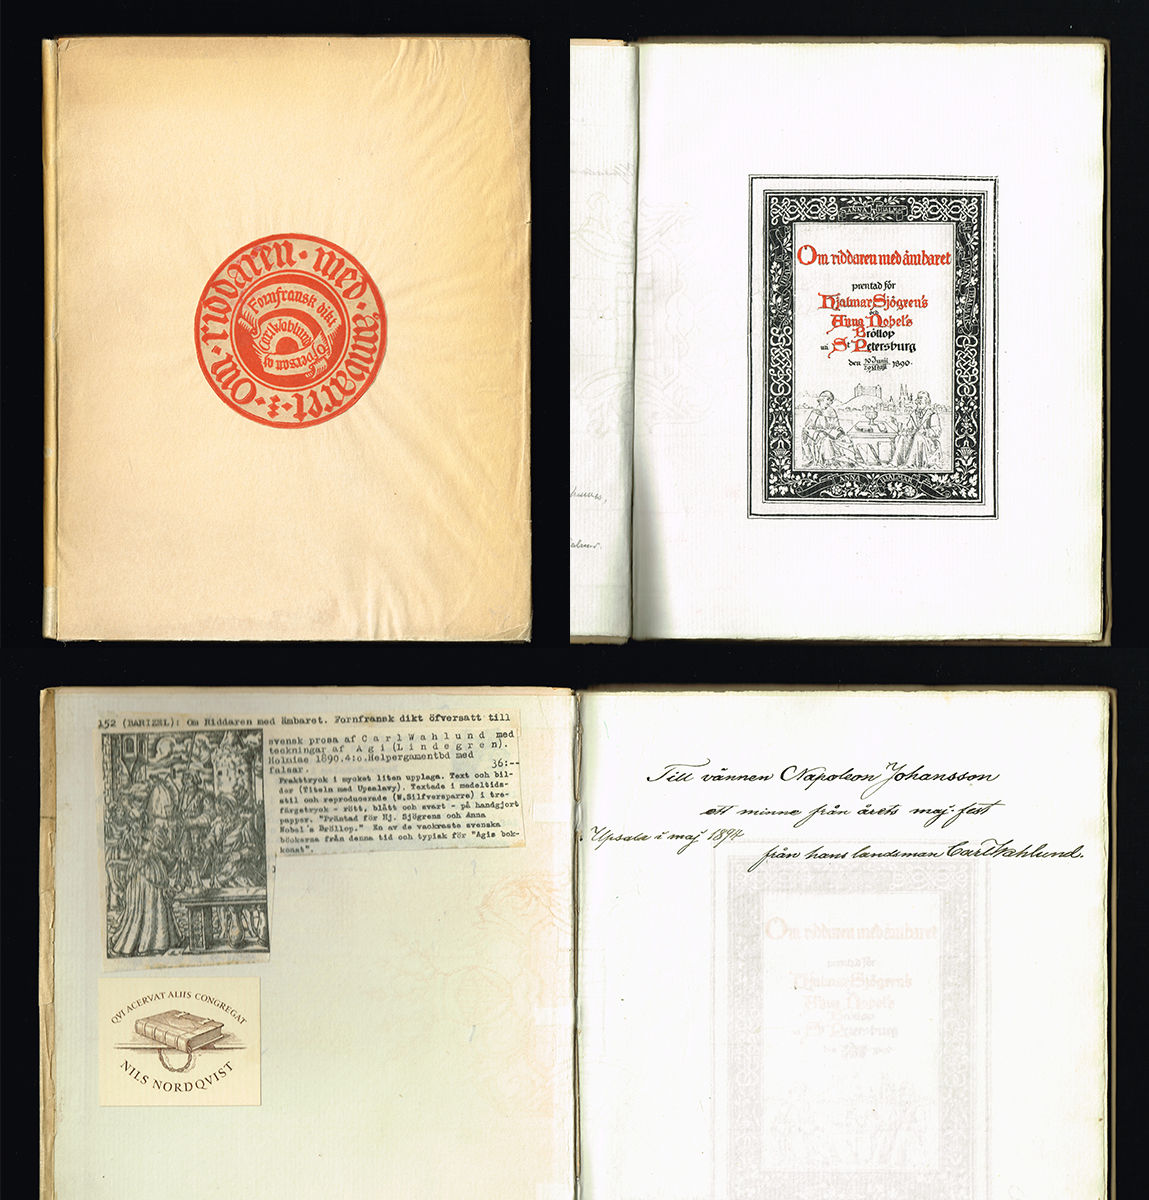 Om · riddaren · med · ämbaret
Fornfransk dikt
öfversan af
Carl Wahlund
Om riddaren med ämbaret
prentad för
Hjalmar Sjögren's
och
Anna Nobel's
Bröllop
uti St Petersburg
den 1890.
152 (BARIZEL): Om Riddaren med Ämbaret. Fornfransk dikt öfversatt till
svensk prosa af Carl Wahlund med
teckningar af Agi (Lindegren).
Holmiae 1890.4:o.Helpergamentbd med
falsar. 36:--
Prakttryck i mycket liten upplaga. Text och bil-
der (Titeln med Upsalavy). Textade i medeltids-
stil och reproducerade (W.Silfversparre) i tre-
färgstryck - rött, blått och svart - på handgjort
papper. "Präntad för Hj. Sjögrens och Anna
Nobel's Bröllop." En av de vackraste svenska
böckerna från denna tid och typisk för "Agis bok-
konst".
QVI ACERVAT ALIIS CONGREGAT
NILS NORDQVIST
Till vännen Napoleon Johansson
ett minne från årets maj fest
Upsala i maj 1894
från hans landsman Carl Wahlund.